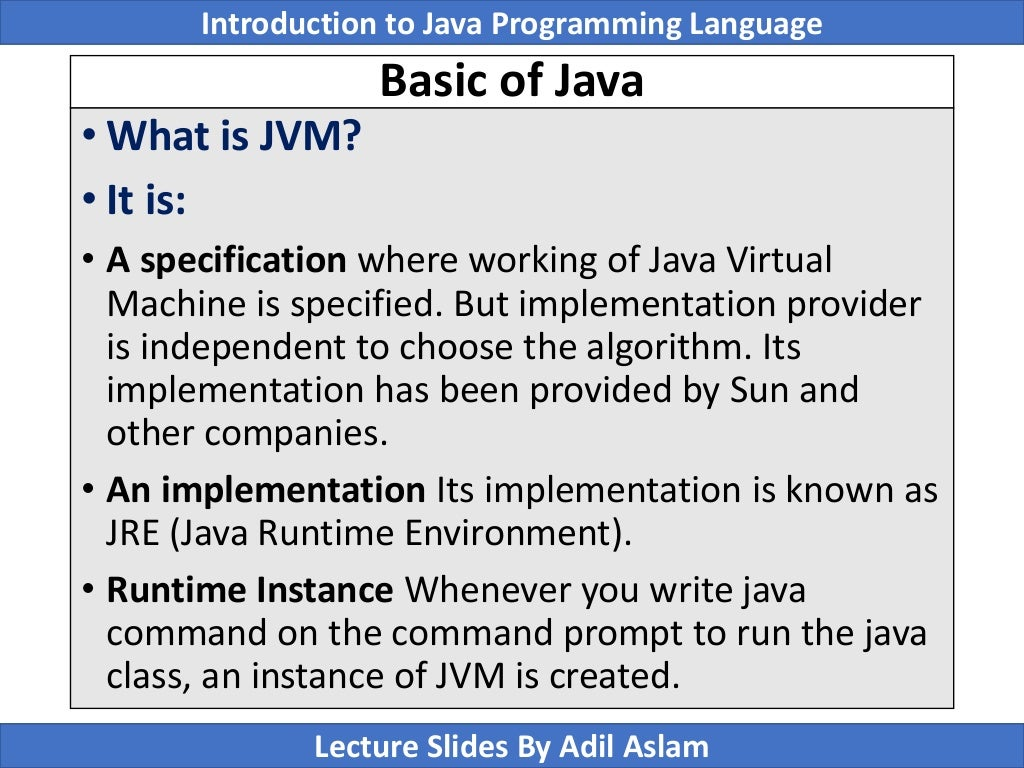 Introduction to Java Programming Language
Basic of Java
• What is JVM?
• It is:
• A specification where working of Java Virtual
Machine is specified. But implementation provider
is independent to choose the algorithm. Its
implementation has been provided by Sun and
other companies.
• An implementation Its implementation is known as
JRE (Java Runtime Environment).
• Runtime Instance Whenever you write java
command on the command prompt to run the java
class, an instance of JVM is created.
Lecture Slides By Adil Aslam